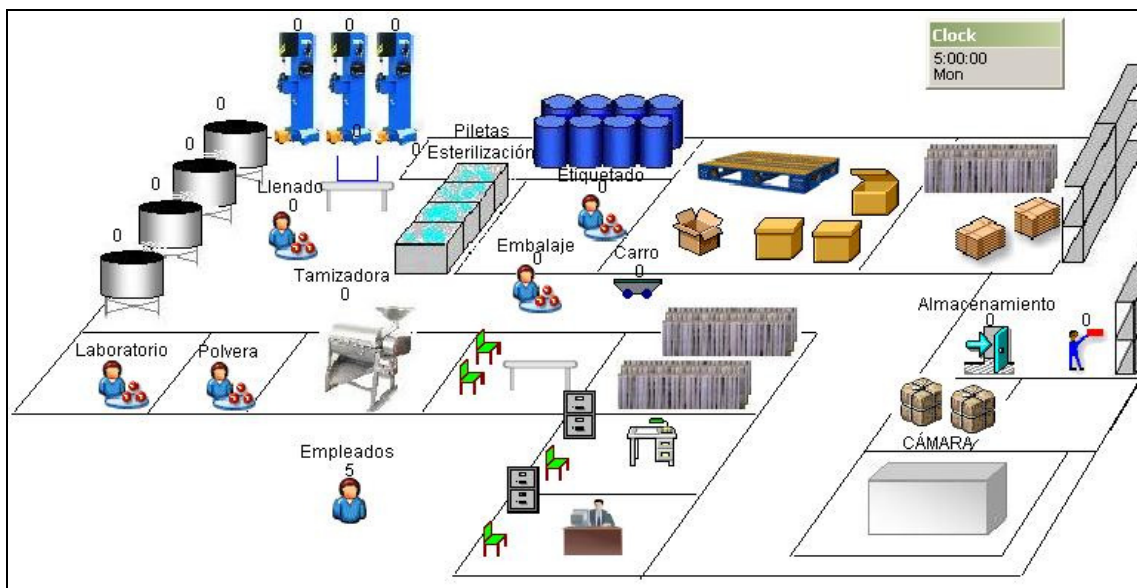 0 0 0
Clock
5:00:00
Mon
0
0
0
0
0
0
Piletas
Esterilización
Llenado
0
Etiquetado
0
Embalaje
0
Carro
0
Tamizadora
0
Almacenamiento
0
0
Laboratorio
Polvera
CÁMARA
Empleados
5